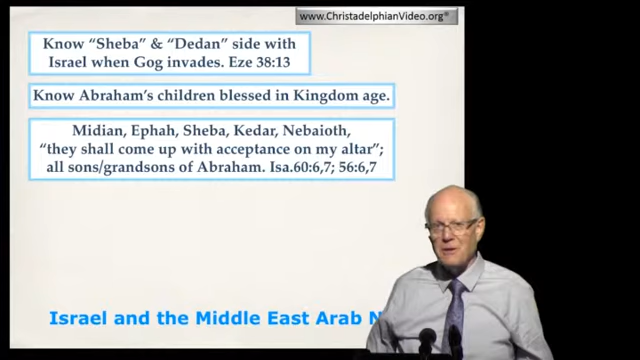 www.ChristadelphianVideo.org®
Know “Sheba” & “Dedan” side with
Israel when Gog invades. Eze 38:13
Know Abraham’s children blessed in Kingdom age.
Midian, Ephah, Sheba, Kedar, Nebaioth,
“they shall come up with acceptance on my altar”;
all sons/grandsons of Abraham. Isa.60:6,7; 56:6,7
Israel and the Middle East Arab N